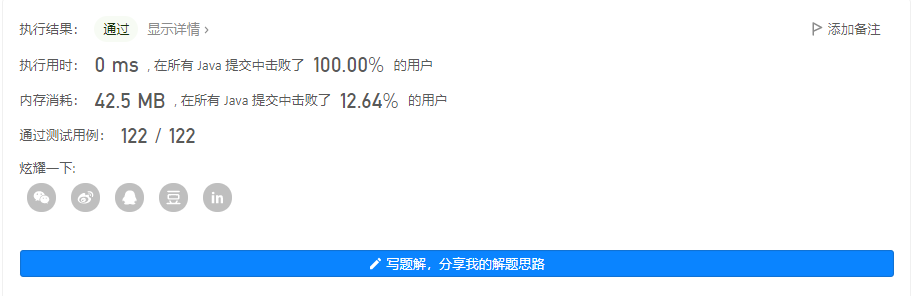 执行结果： 通过 显示详情 › 添加备注
执行用时： 0 ms , 在所有 Java 提交中击败了 100.00% 的用户
内存消耗： 42.5 MB , 在所有 Java 提交中击败了 12.64% 的用户
通过测试用例： 122 / 122
炫耀一下:
豆 in
写题解，分享我的解题思路